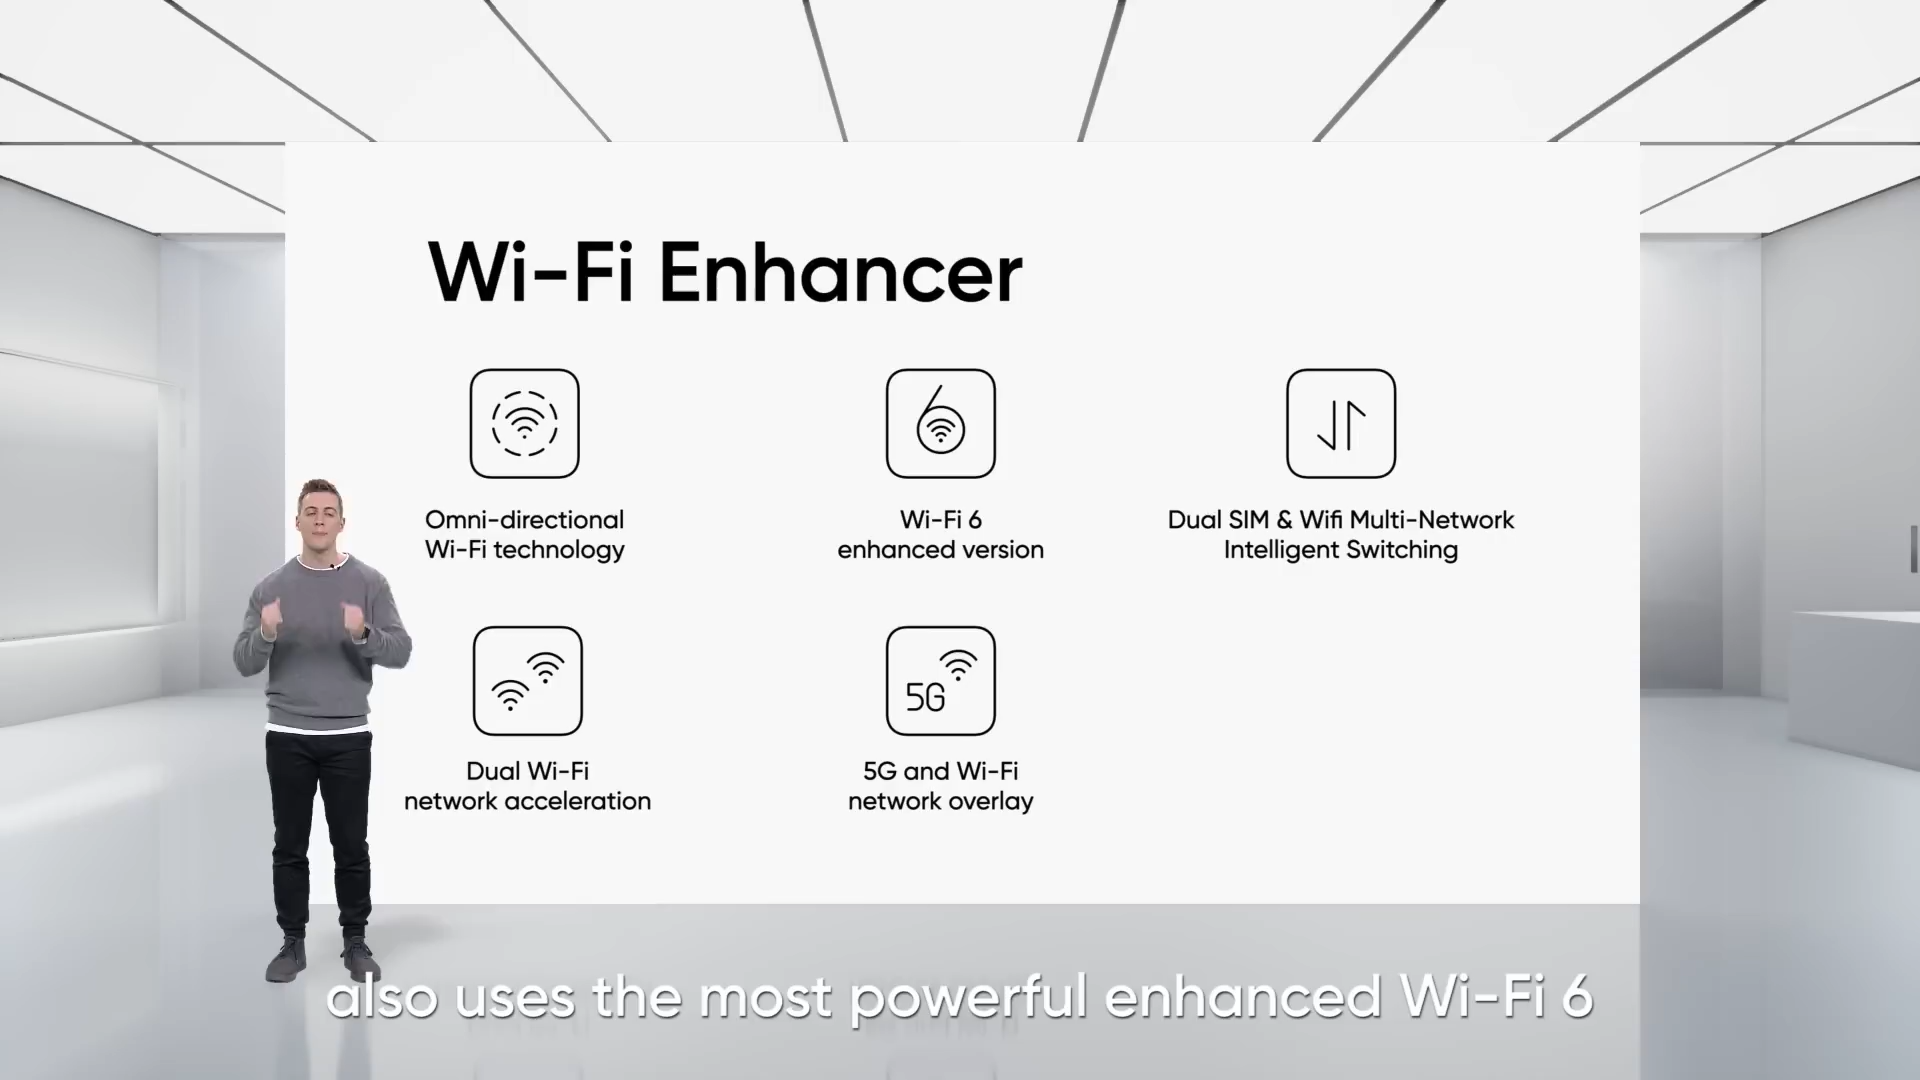 Wi-Fi Enhancer
6
Omni-directional
Wi-Fi technology
Wi-Fi 6
enhanced version
Dual SIM & Wifi Multi-Network
Intelligent Switching
5G
Dual Wi-Fi
network acceleration
5G and Wi-Fi
network overlay
also uses the most powerful enhanced Wi-Fi 6